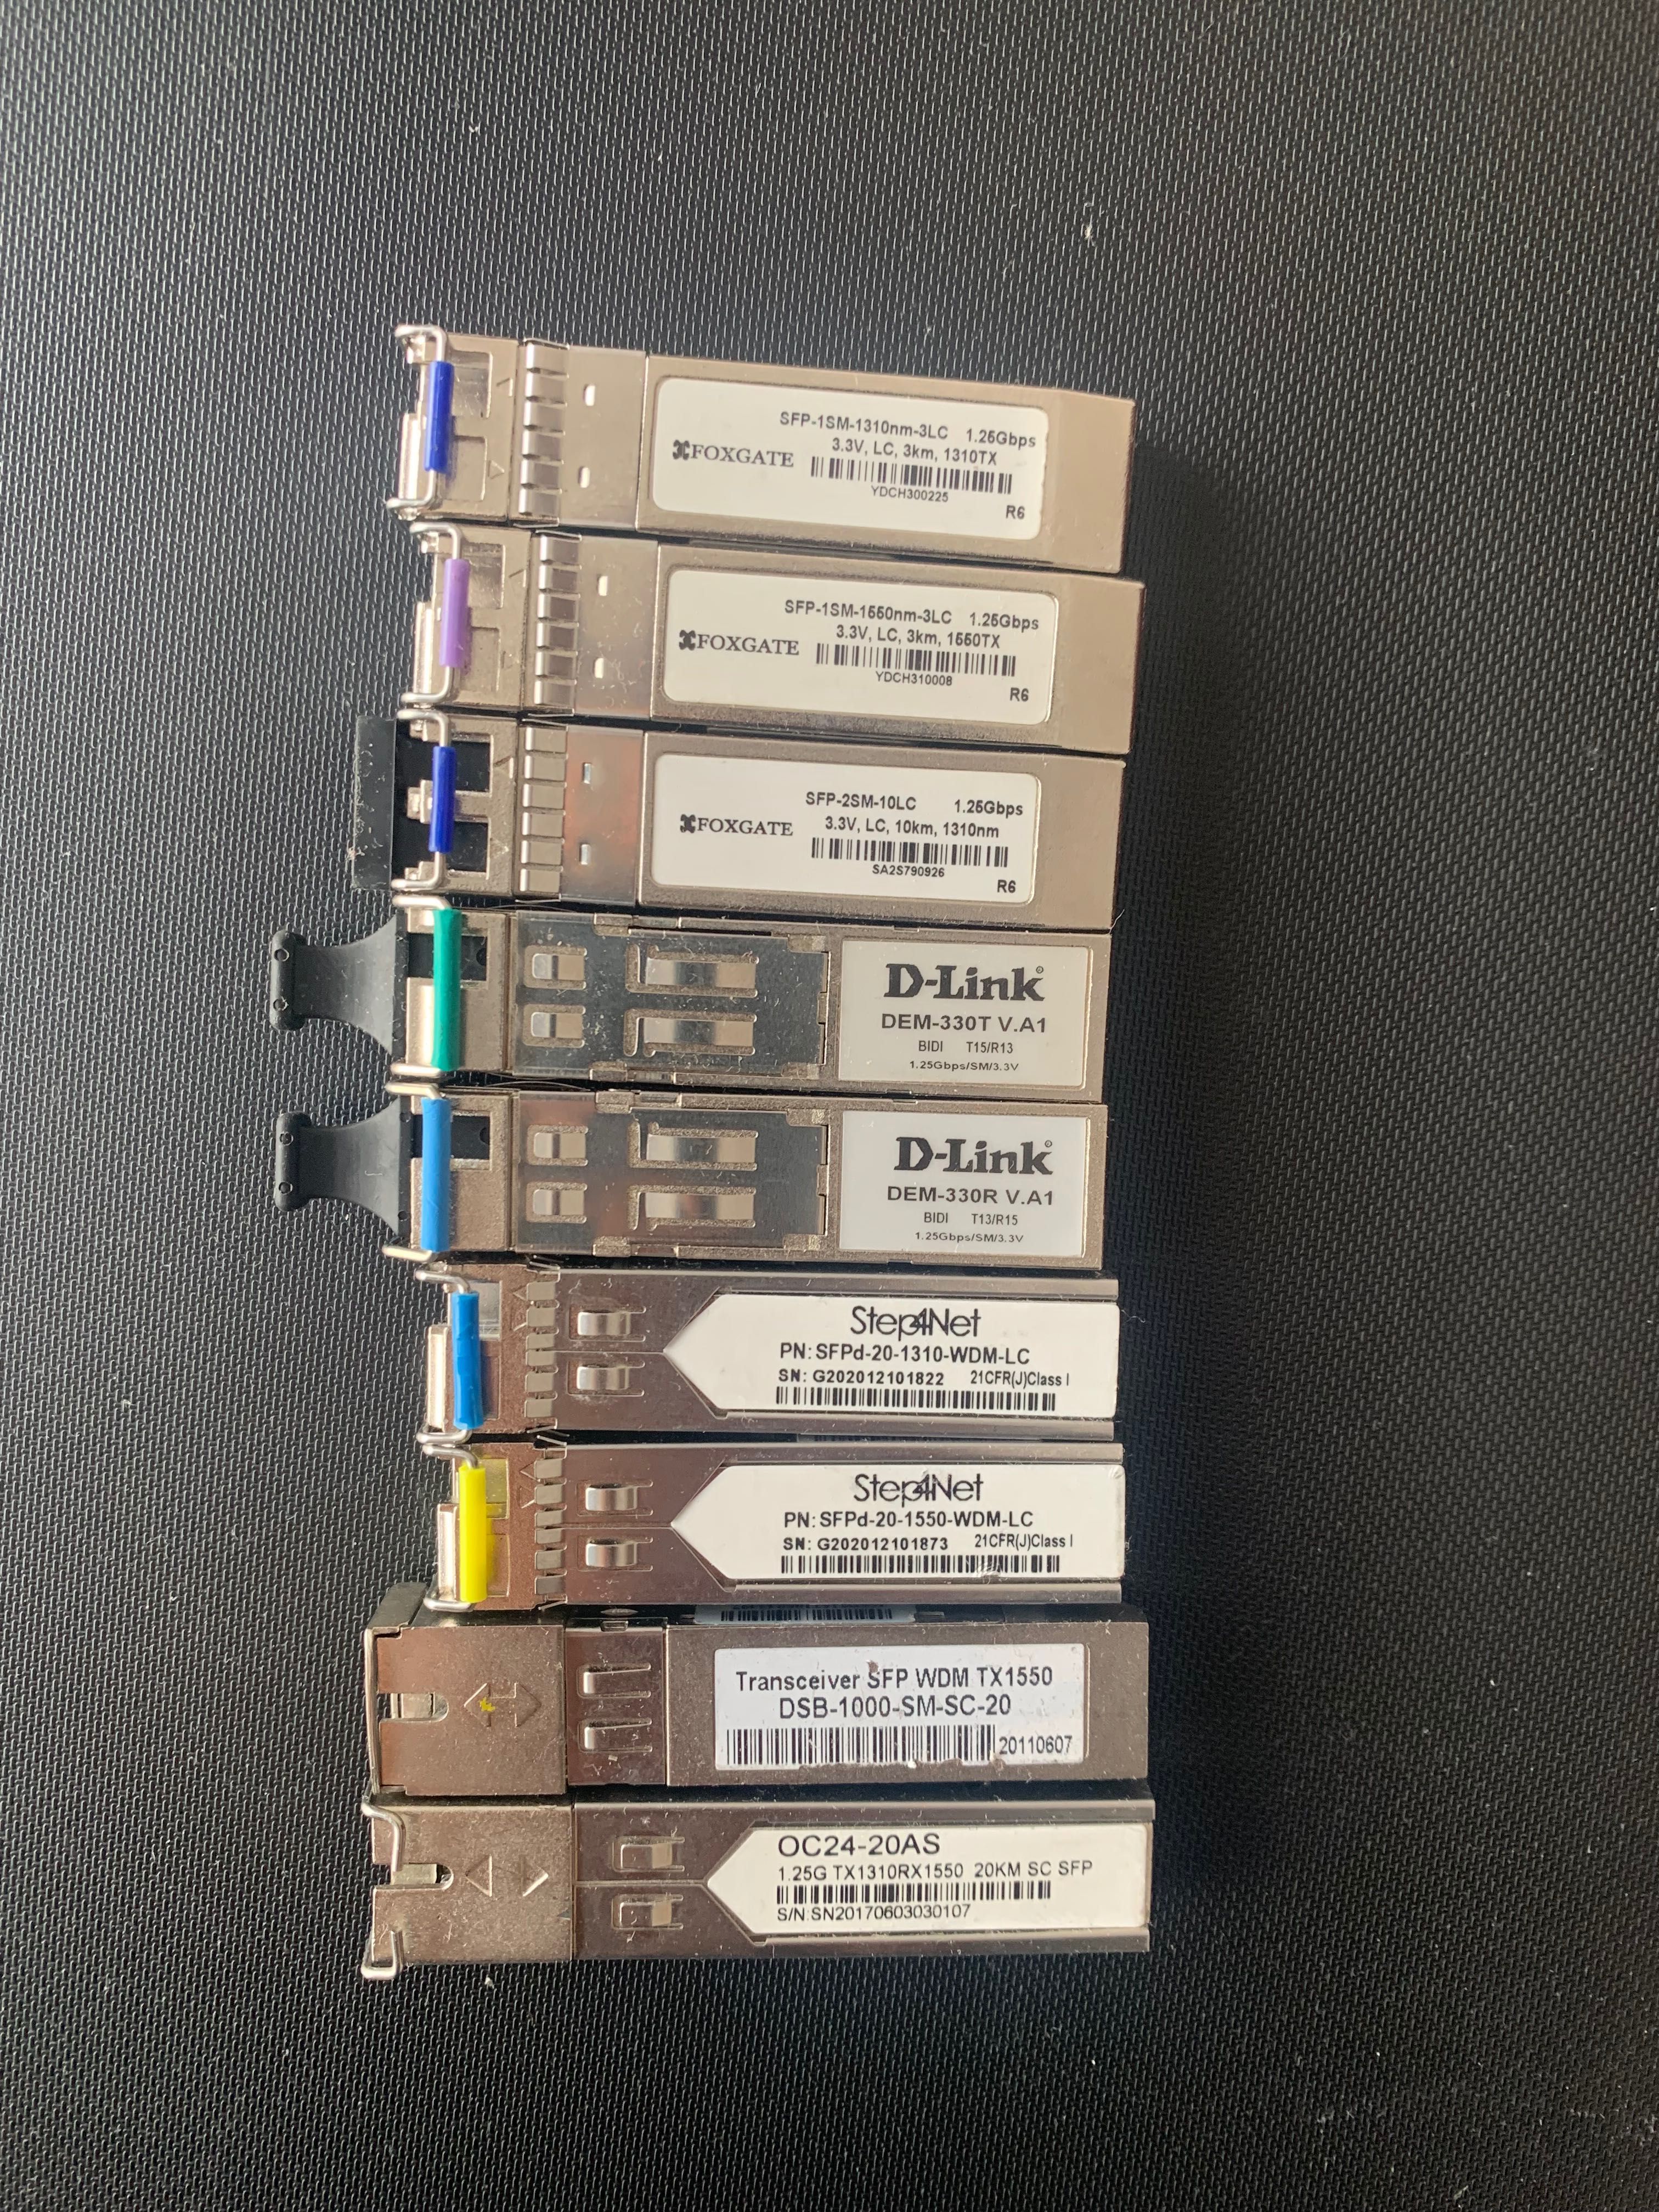 SFP-1SM-1310nm-3LC 1.25Gbps
3.3V, LC, 3km, 1310TX
FOXGATE
YDCH300225
R6
SFP-1SM-1550nm-3LC 1.25Gbps
3.3V, LC, 3km, 1550TX
FOXGATE
YDCH310008
R6
SFP-2SM-10LC 1.25Gbps
3.3V, LC, 10km, 1310nm
FOXGATE
SA2S790926
R6
D-Link®
DEM-330T V.A1
BIDI T15/R13
1.25Gbps/SM/3.3V
D-Link®
DEM-330R V.A1
BIDI T13/R15
1.25Gbps/SM/3.3V
Step4Net
PN: SFPd-20-1310-WDM-LC
SN: G202012101822 21CFR(J)Class I
Step4Net
PN: SFPd-20-1550-WDM-LC
SN: G202012101873 21CFR(J)Class I
Transceiver SFP WDM TX1550
DSB-1000-SM-SC-20
20110607
OC24-20AS
1.25G TX1310RX1550 20KM SC SFP
S/N:SN20170603030107